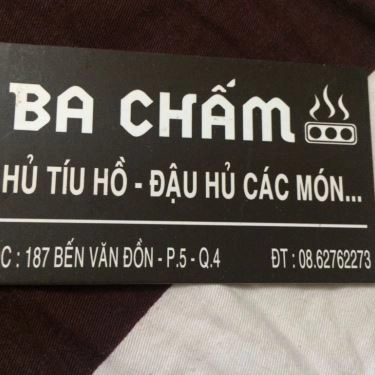 BA CHẤM
HỦ TÍU HỒ - ĐẬU HỦ CÁC MÓN...
C : 187 BẾN VĂN ĐỒN - P.5 - Q.4 ĐT : 08.62762273